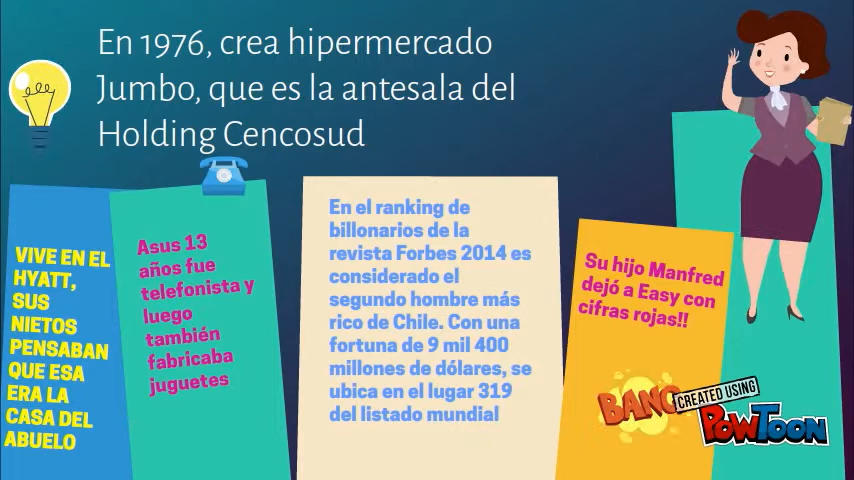 En 1976, crea hipermercado
Jumbo, que es la antesala del
Holding Cencosud
VIVE EN EL
HYATT,
SUS
NIETOS
PENSABAN
QUE ESA
ERA LA
CASA DEL
ABUELO
Asus 13
años fue
telefonista y
luego
también
fabricaba
juguetes
En el ranking de
billonarios de la
revista Forbes 2014 es
considerado el
segundo hombre más
rico de Chile. Con una
fortuna de 9 mil 400
millones de dólares, se
ubica en el lugar 319
del listado mundial
Su hijo Manfred
dejó a Easy con
cifras rojas!!
BANG
CREATED USING
POWTOON